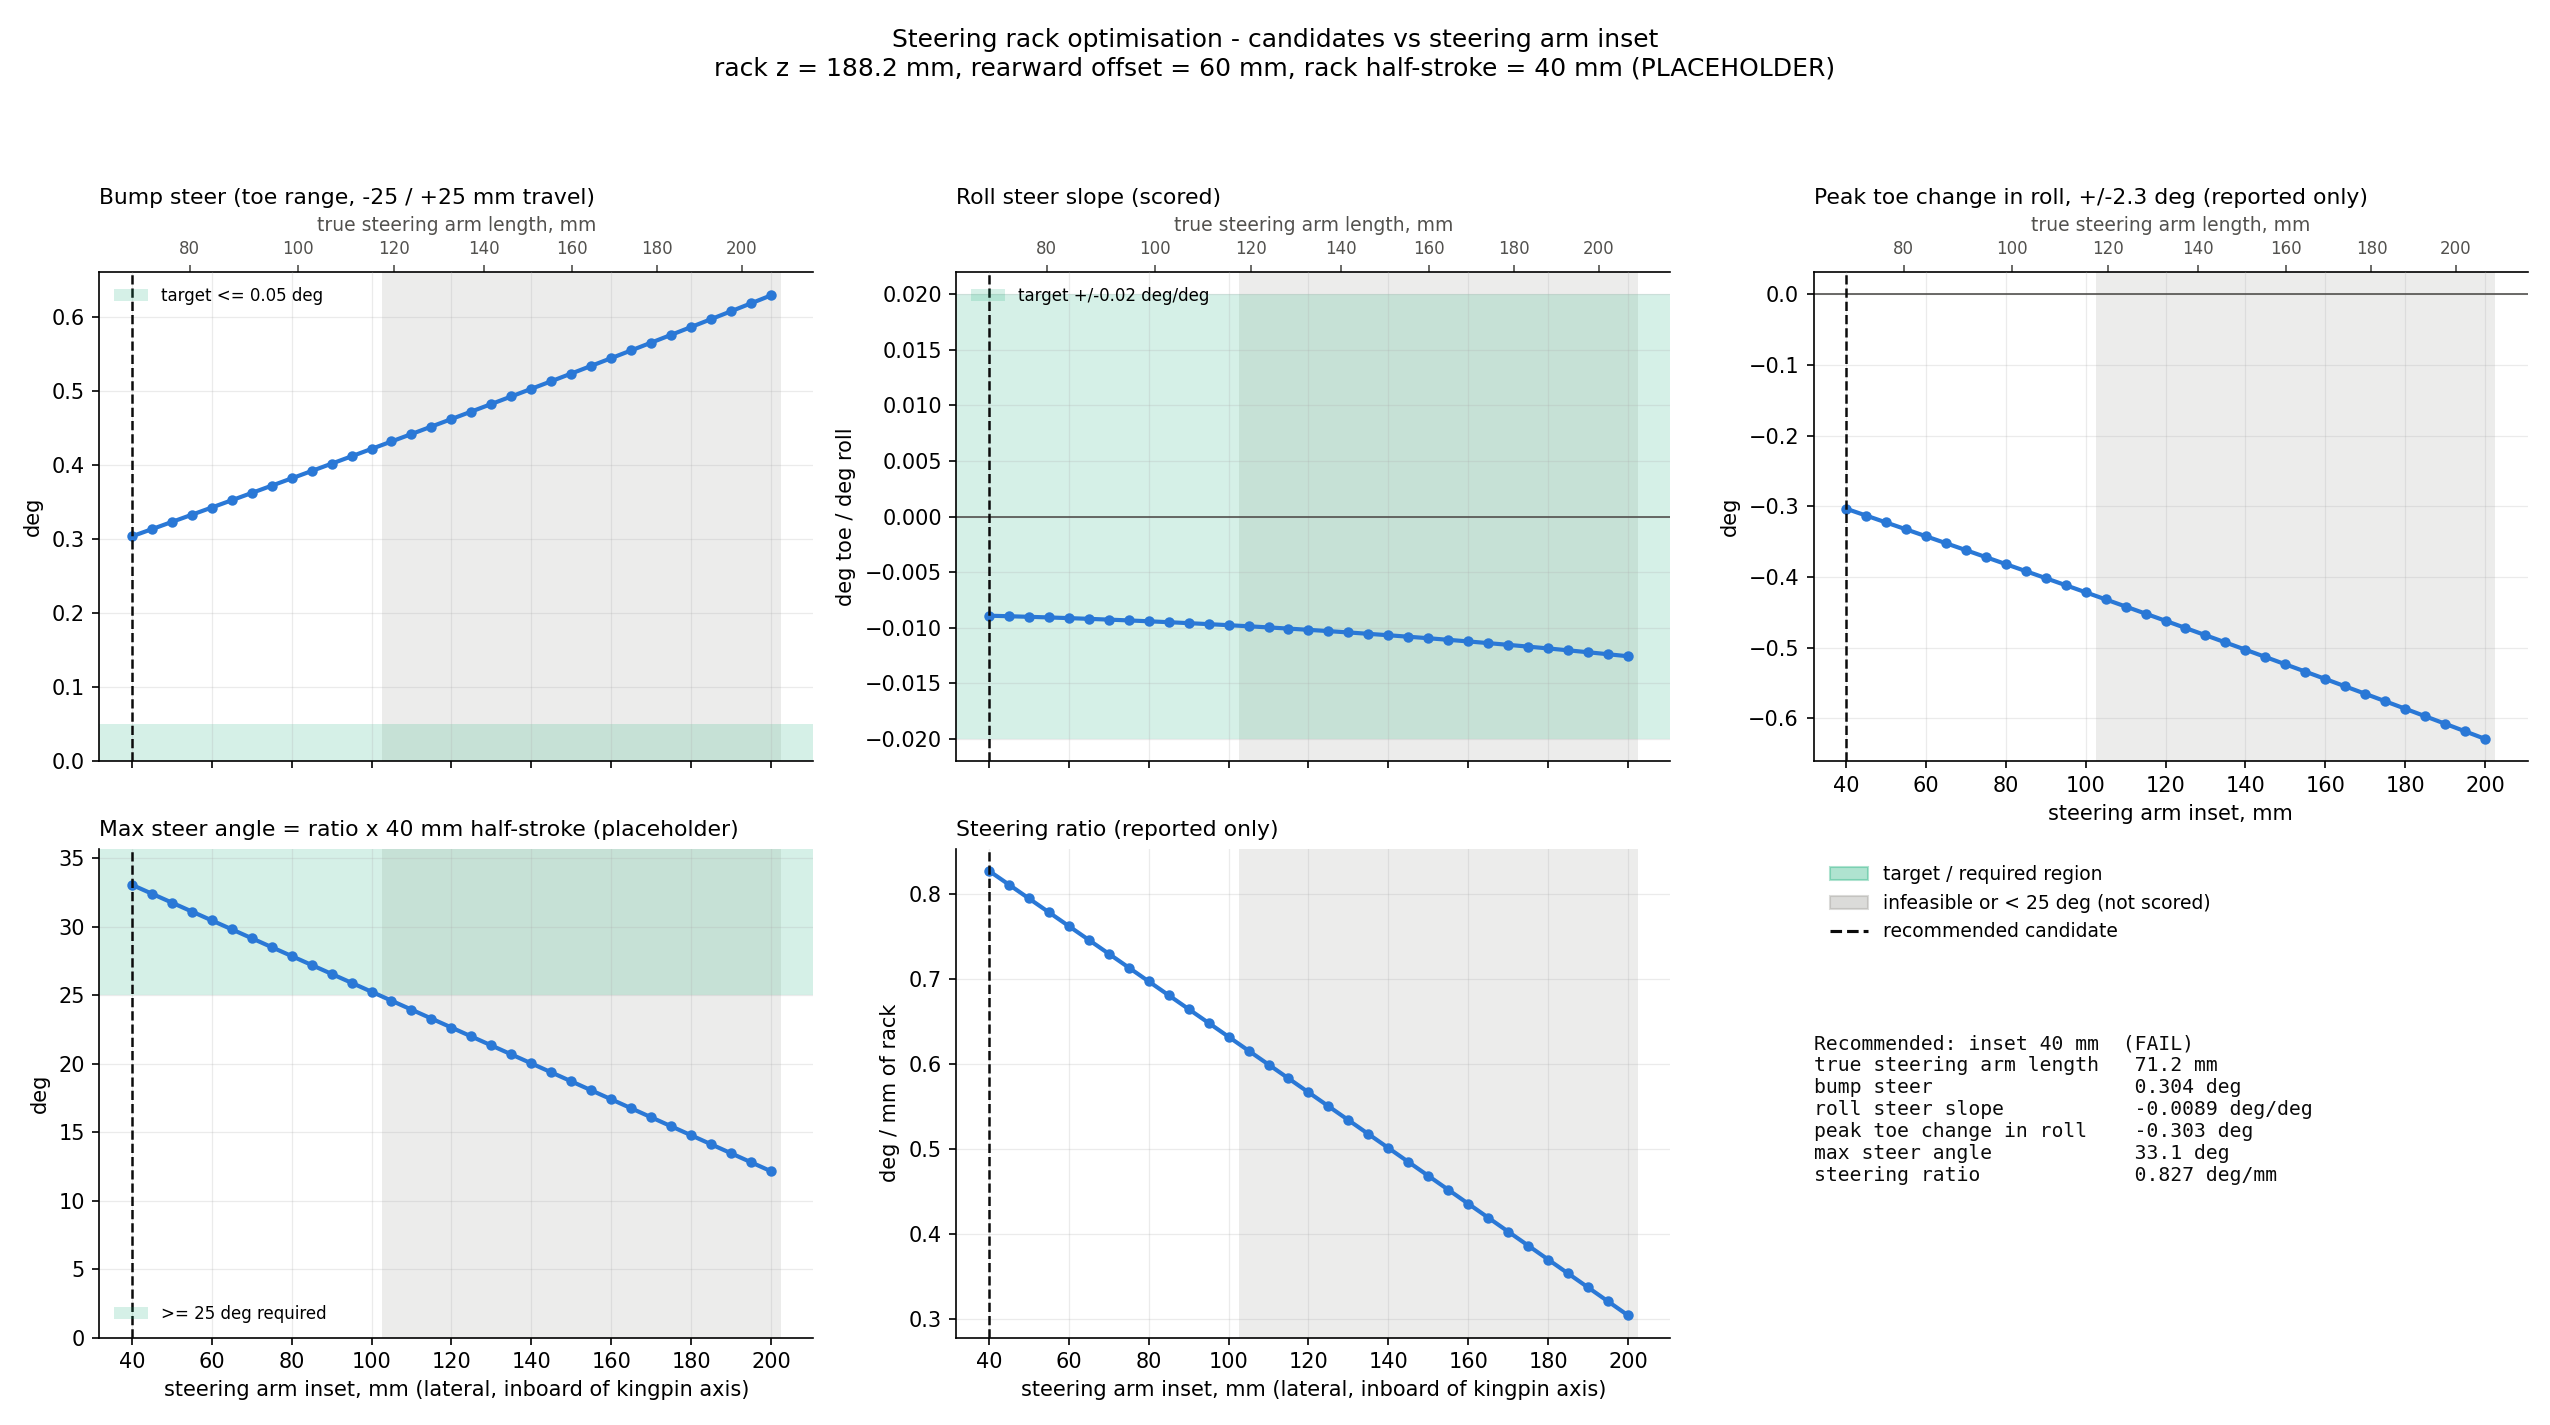 Steering rack optimisation - candidates vs steering arm inset
rack z = 188.2 mm, rearward offset = 60 mm, rack half-stroke = 40 mm (PLACEHOLDER)
Bump steer (toe range, -25 / +25 mm travel)
true steering arm length, mm
80 100 120 140 160 180 200
target <= 0.05 deg
0.6
0.5
0.4
0.3
0.2
0.1
0.0
deg
Roll steer slope (scored)
true steering arm length, mm
80 100 120 140 160 180 200
target +/-0.02 deg/deg
0.020
0.015
0.010
0.005
0.000
−0.005
−0.010
−0.015
−0.020
deg toe / deg roll
Peak toe change in roll, +/-2.3 deg (reported only)
true steering arm length, mm
80 100 120 140 160 180 200
0.0
−0.1
−0.2
−0.3
−0.4
−0.5
−0.6
deg
40 60 80 100 120 140 160 180 200
steering arm inset, mm
Max steer angle = ratio x 40 mm half-stroke (placeholder)
35
30
25
20
15
10
5
0
deg
>= 25 deg required
40 60 80 100 120 140 160 180 200
steering arm inset, mm (lateral, inboard of kingpin axis)
Steering ratio (reported only)
0.8
0.7
0.6
0.5
0.4
0.3
deg / mm of rack
40 60 80 100 120 140 160 180 200
steering arm inset, mm (lateral, inboard of kingpin axis)
target / required region
infeasible or < 25 deg (not scored)
recommended candidate
Recommended: inset 40 mm (FAIL)
true steering arm length 71.2 mm
bump steer 0.304 deg
roll steer slope -0.0089 deg/deg
peak toe change in roll -0.303 deg
max steer angle 33.1 deg
steering ratio 0.827 deg/mm